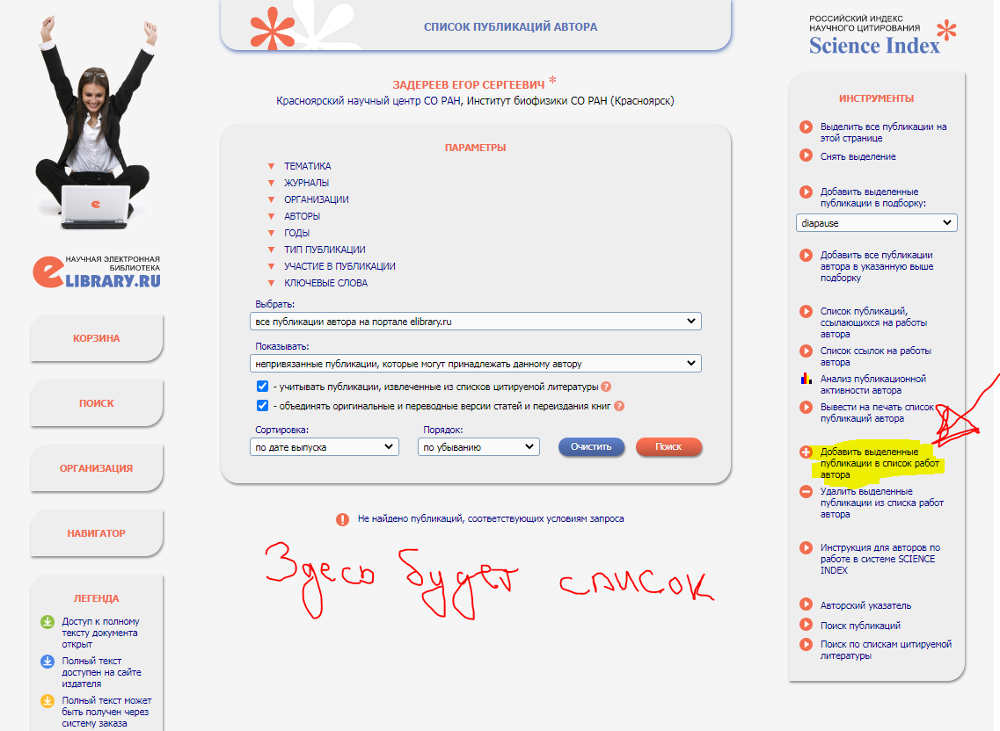 СПИСОК ПУБЛИКАЦИЙ АВТОРА
РОССИЙСКИЙ ИНДЕКС
НАУЧНОГО ЦИТИРОВАНИЯ
Science Index
НАУЧНАЯ ЭЛЕКТРОННАЯ
БИБЛИОТЕКА
eLIBRARY.RU
КОРЗИНА
ПОИСК
ОРГАНИЗАЦИЯ
НАВИГАТОР
ЛЕГЕНДА
Доступ к полному
тексту документа
открыт
Полный текст
доступен на сайте
издателя
Полный текст может
быть получен через
систему заказа
ЗАДЕРЕЕВ ЕГОР СЕРГЕЕВИЧ *
Красноярский научный центр СО РАН, Институт биофизики СО РАН (Красноярск)
ПАРАМЕТРЫ
ТЕМАТИКА
ЖУРНАЛЫ
ОРГАНИЗАЦИИ
АВТОРЫ
ГОДЫ
ТИП ПУБЛИКАЦИИ
УЧАСТИЕ В ПУБЛИКАЦИИ
КЛЮЧЕВЫЕ СЛОВА
Выбрать:
все публикации автора на портале elibrary.ru
Показывать:
непривязанные публикации, которые могут принадлежать данному автору
- учитывать публикации, извлеченные из списков цитируемой литературы ?
- объединять оригинальные и переводные версии статей и переиздания книг ?
Сортировка: Порядок:
по дате выпуска по убыванию Очистить Поиск
! Не найдено публикаций, соответствующих условиям запроса
Здесь будет список
ИНСТРУМЕНТЫ
Выделить все публикации на
этой странице
Снять выделение
Добавить выделенные
публикации в подборку:
diapause
Добавить все публикации
автора в указанную выше
подборку
Список публикаций,
ссылающихся на работы
автора
Список ссылок на работы
автора
Анализ публикационной
активности автора
Вывести на печать список
публикаций автора
Добавить выделенные
публикации в список работ
автора
Удалить выделенные
публикации из списка работ
автора
Инструкция для авторов по
работе в системе SCIENCE
INDEX
Авторский указатель
Поиск публикаций
Поиск по спискам цитируемой
литературы